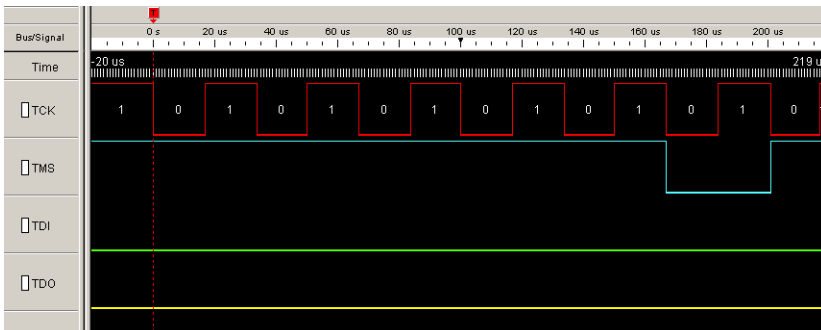 Bus/Signal
0 s 20 us 40 us 60 us 80 us 100 us 120 us 140 us 160 us 180 us 200 us
Time
-20 us 219 u
TCK
1 0 1 0 1 0 1 0 1 0 1 0 1 0
TMS
TDI
TDO